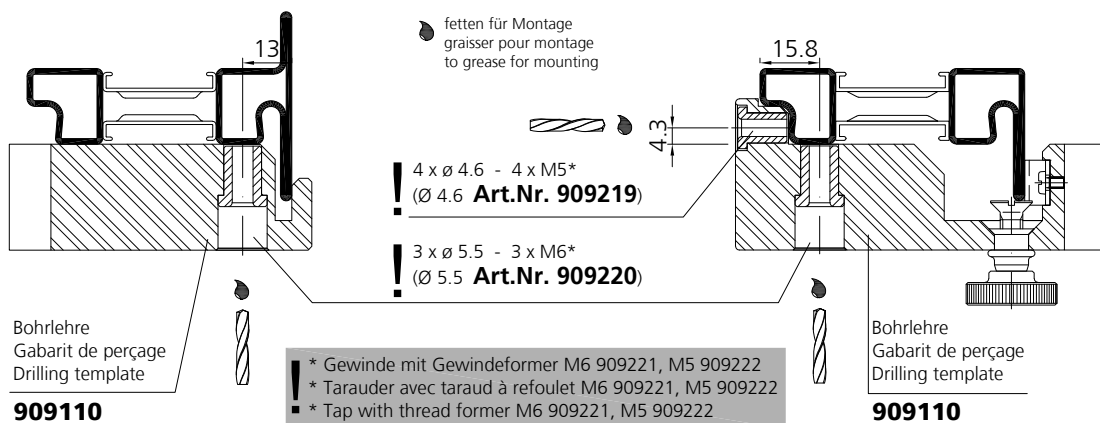 13
fetten für Montage
graisser pour montage
to grease for mounting
15.8
4.3
! 4 x ø 4.6 - 4 x M5*
(Ø 4.6 Art.Nr. 909219)
! 3 x ø 5.5 - 3 x M6*
(Ø 5.5 Art.Nr. 909220)
Bohrlehre
Gabarit de perçage
Drilling template
909110
! * Gewinde mit Gewindeformer M6 909221, M5 909222
* Tarauder avec taraud à refoulet M6 909221, M5 909222
* Tap with thread former M6 909221, M5 909222
Bohrlehre
Gabarit de perçage
Drilling template
909110